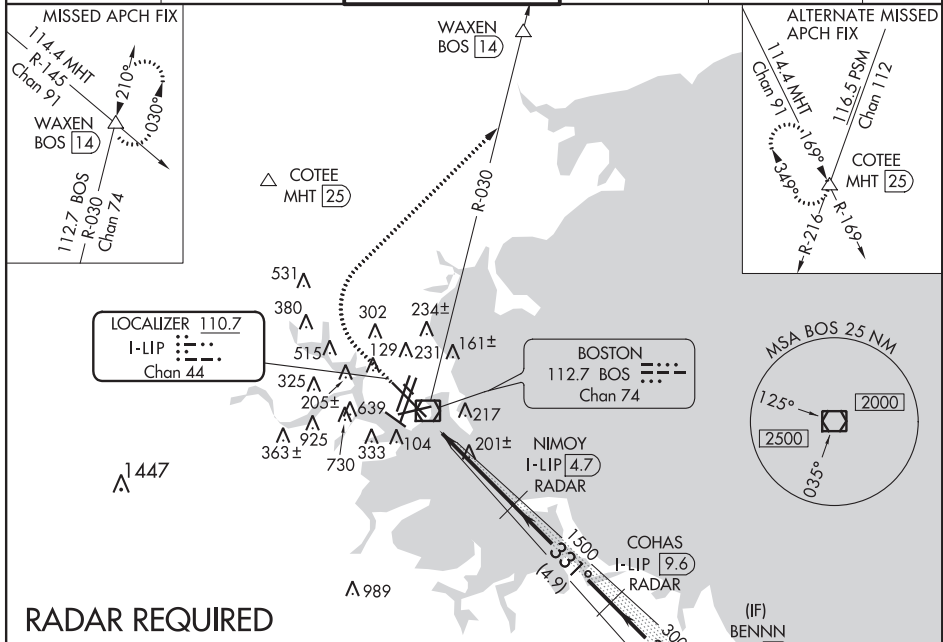 MISSED APCH FIX
114.4 MHT
R-145
Chan 91
210°
030°
WAXEN
BOS 14
112.7 BOS
R-030
Chan 74
WAXEN
BOS 14
R-030
COTEE
MHT 25
ALTERNATE MISSED
APCH FIX
114.4 MHT
Chan 91
116.5 PSM
Chan 112
169°
349°
COTEE
MHT 25
R-216
R-169
531
380
302
234±
515
129
231
161±
325
205±
639
217
363±
925
730
333
104
201±
1447
989
LOCALIZER 110.7
I-LIP
Chan 44
BOSTON
112.7 BOS
Chan 74
MSA BOS 25 NM
125°
2000
2500
035°
NIMOY
I-LIP 4.7
RADAR
1500
331°
(4.9)
COHAS
I-LIP 9.6
RADAR
(IF)
BENNN
RADAR REQUIRED